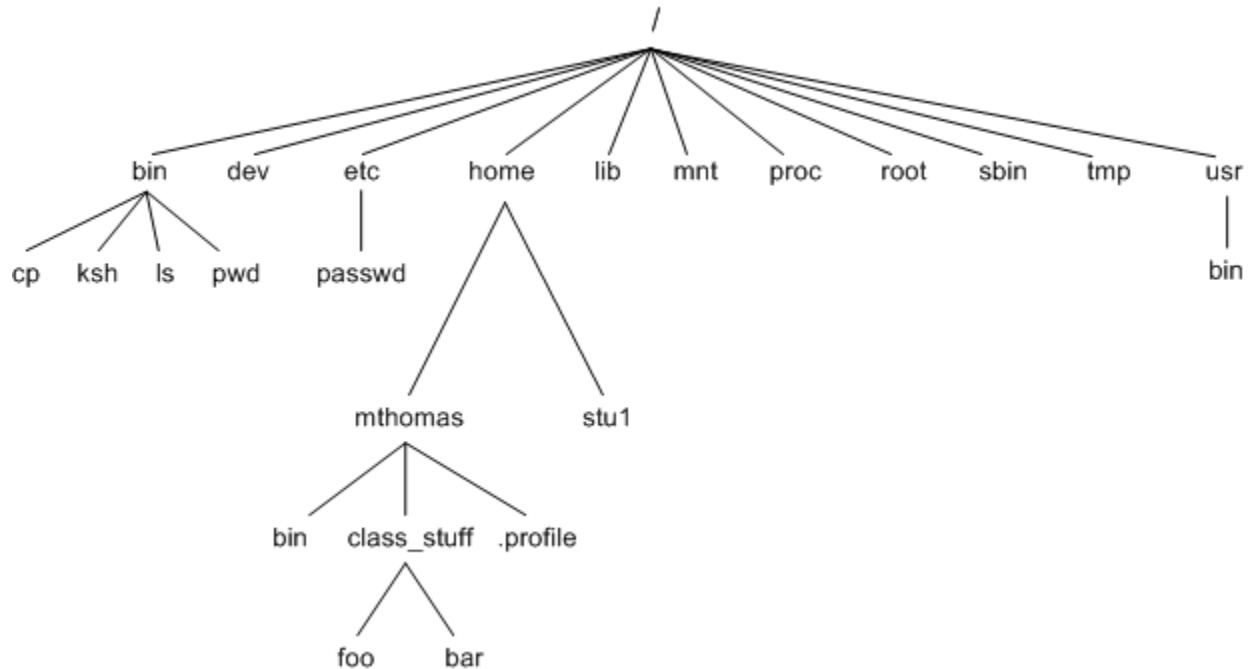 /
bin dev etc home lib mnt proc root sbin tmp usr
cp ksh ls pwd passwd bin
mthomas stu1
bin class_stuff .profile
foo bar